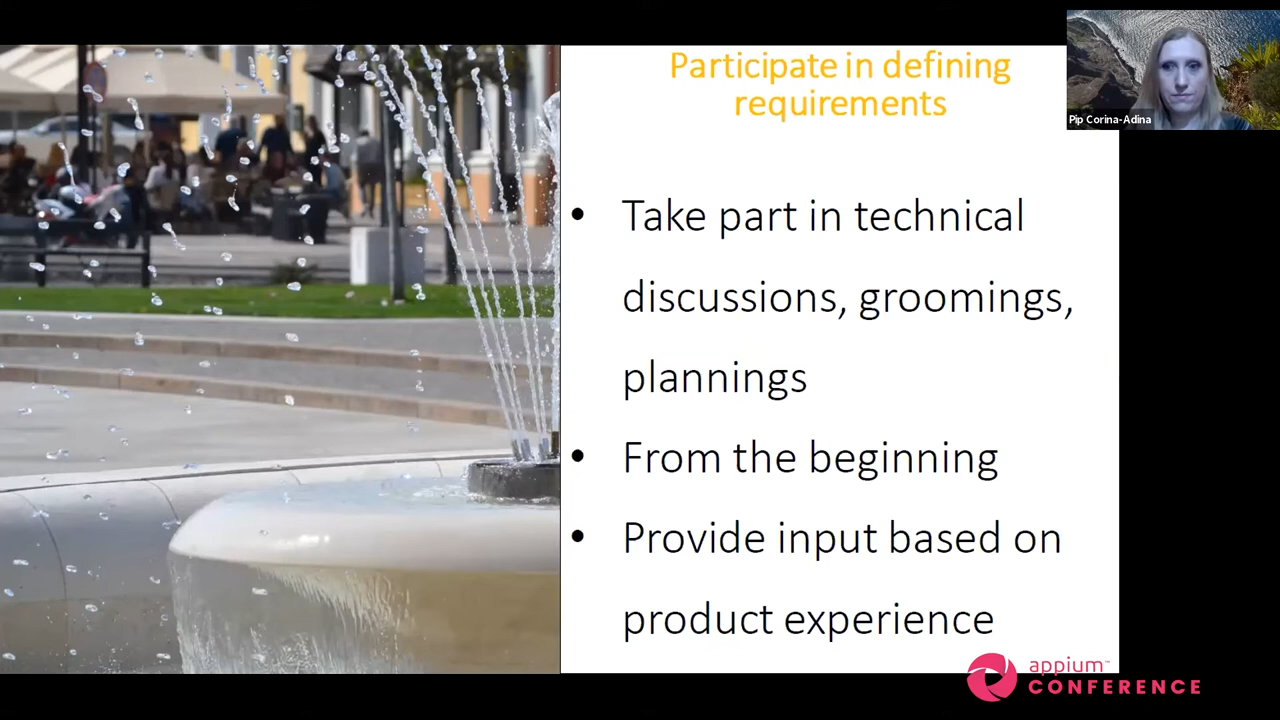 Participate in defining
requirements
Pip Corina-Adina
• Take part in technical
discussions, groomings,
plannings
• From the beginning
• Provide input based on
product experience
appium™
CONFERENCE